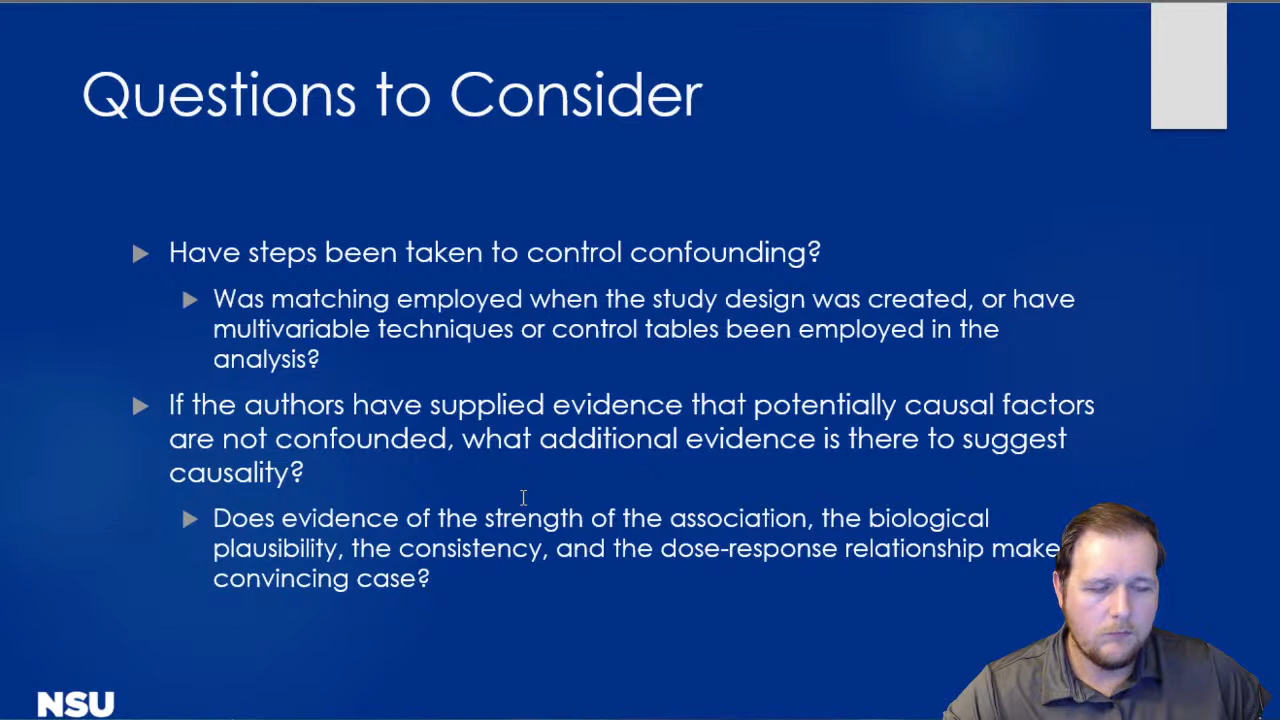 Questions to Consider
Have steps been taken to control confounding?
Was matching employed when the study design was created, or have
multivariable techniques or control tables been employed in the
analysis?
If the authors have supplied evidence that potentially causal factors
are not confounded, what additional evidence is there to suggest
causality?
Does evidence of the strength of the association, the biological
plausibility, the consistency, and the dose-response relationship make
convincing case?
NSU